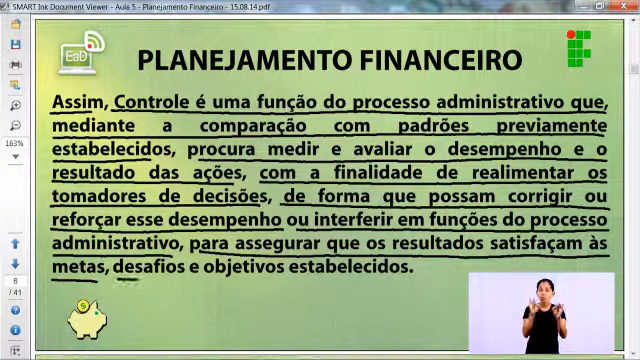 SMART Ink Document Viewer - Aula 5 - Planejamento Financeiro - 15.08.14.pdf
EaD
PLANEJAMENTO FINANCEIRO
Assim, Controle é uma função do processo administrativo que,
mediante a comparação com padrões previamente
estabelecidos, procura medir e avaliar o desempenho e o
resultado das ações, com a finalidade de realimentar os
tomadores de decisões, de forma que possam corrigir ou
reforçar esse desempenho ou interferir em funções do processo
administrativo, para assegurar que os resultados satisfaçam às
metas, desafios e objetivos estabelecidos.
163%
6
/ 41
$